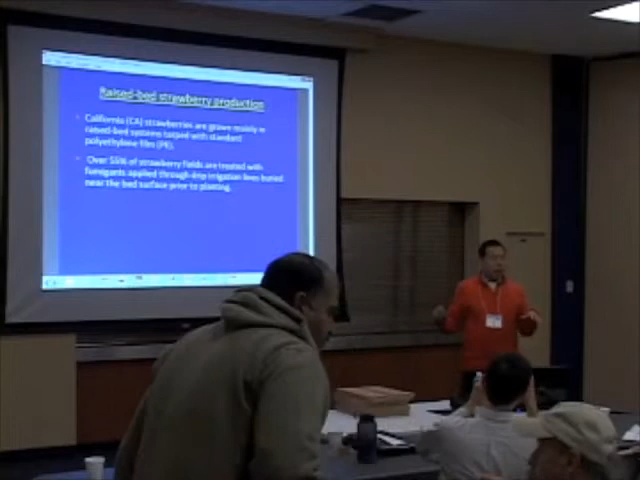 Raised-bed strawberry production
California (CA) strawberries are grown mainly in
raised-bed systems tarped with standard
polyethylene film (PE).
Over 55% of strawberry fields are treated with
fumigants applied through drip irrigation lines buried
near the bed surface prior to planting.